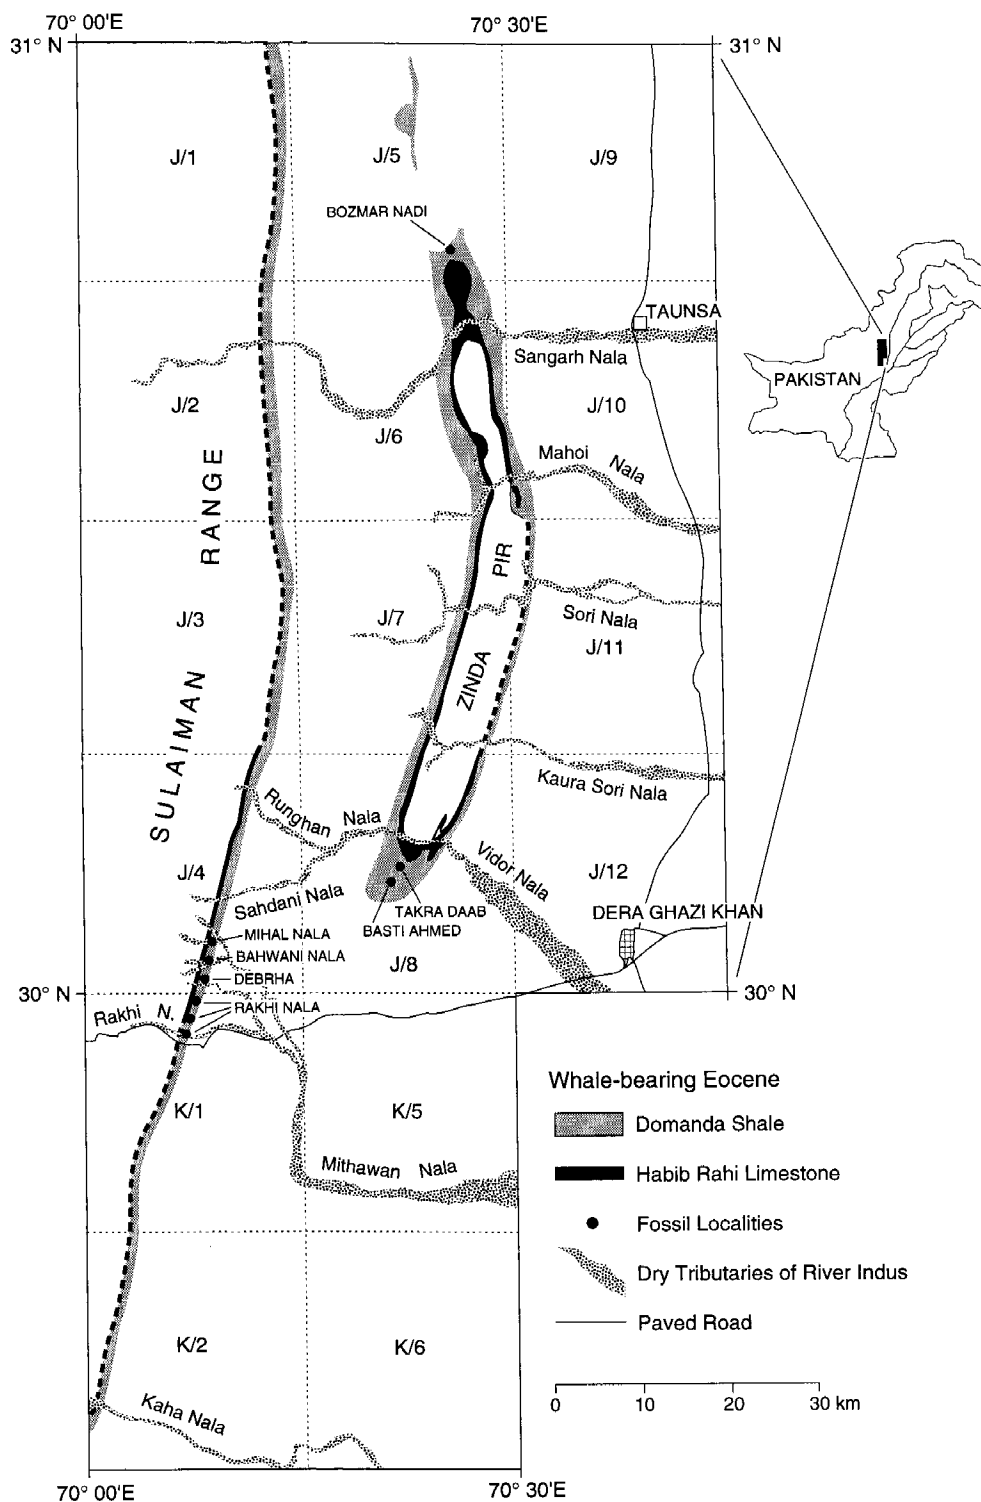 70° 00'E
70° 30'E
31° N
31° N
J/1
J/5
J/9
BOZMAR NADI
TAUNSA
Sangarh Nala
PAKISTAN
J/2
J/6
J/10
Mahoi Nala
SULAIMAN RANGE
PIR
ZINDA
J/3
J/7
Sori Nala
J/11
Kaura Sori Nala
Runghan Nala
Vidor Nala
J/4
J/12
Sahdani Nala
TAKRA DAAB
DERA GHAZI KHAN
BASTI AHMED
MIHAL NALA
BAHWANI NALA
J/8
DEBRHA
30° N
30° N
RAKHI NALA
Rakhi N.
K/1
K/5
Mithawan Nala
K/2
K/6
Kaha Nala
70° 00'E
70° 30'E
Whale-bearing Eocene
Domanda Shale
Habib Rahi Limestone
Fossil Localities
Dry Tributaries of River Indus
Paved Road
0 10 20 30 km